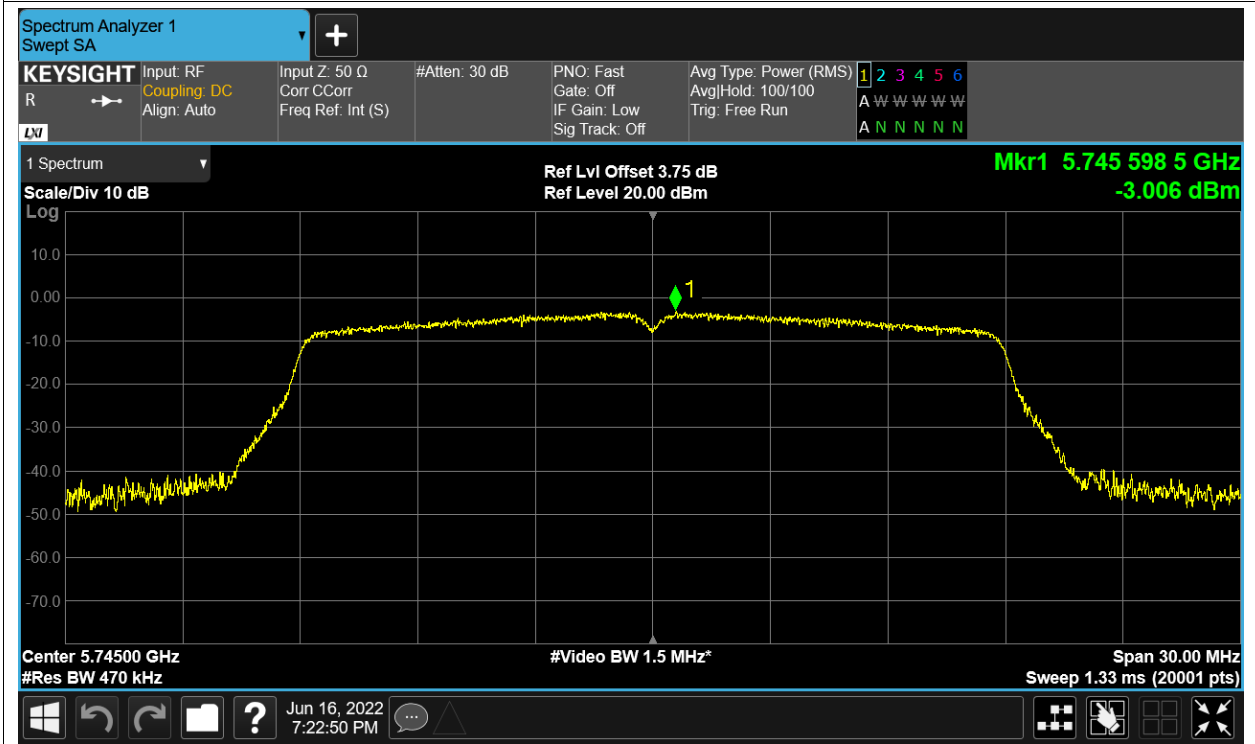 Spectrum Analyzer 1
Swept SA
+
KEYSIGHT
R
LXI
Input: RF
Coupling: DC
Align: Auto
Input Z: 50 Ω
Corr CCorr
Freq Ref: Int (S)
#Atten: 30 dB
PNO: Fast
Gate: Off
IF Gain: Low
Sig Track: Off
Avg Type: Power (RMS)
Avg|Hold: 100/100
Trig: Free Run
1 2 3 4 5 6
A W W W W W
A N N N N N
1 Spectrum
Scale/Div 10 dB
Log
Ref Lvl Offset 3.75 dB
Ref Level 20.00 dBm
Mkr1 5.745 598 5 GHz
-3.006 dBm
10.0
0.00
-10.0
-20.0
-30.0
-40.0
-50.0
-60.0
-70.0
1
Center 5.74500 GHz
#Res BW 470 kHz
#Video BW 1.5 MHz*
Span 30.00 MHz
Sweep 1.33 ms (20001 pts)
?
Jun 16, 2022
7:22:50 PM